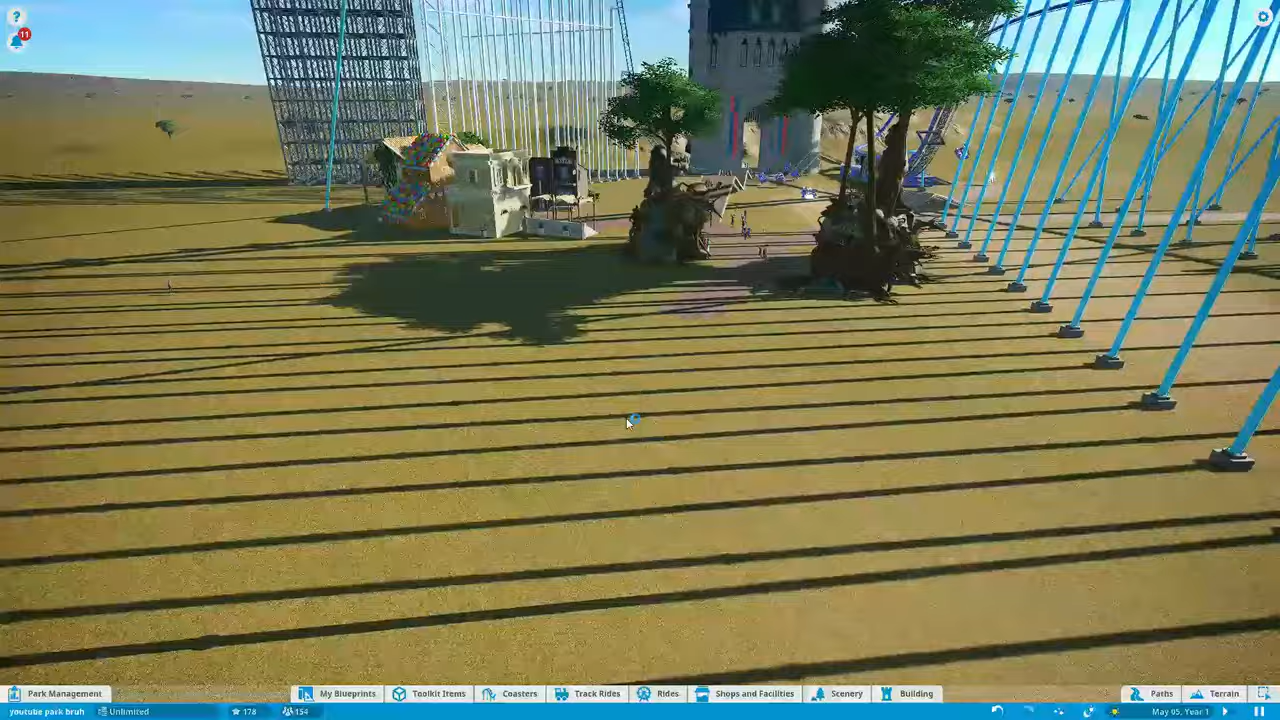 ?
11
Park Management
My Blueprints
Toolkit Items
Coasters
Track Rides
Rides
Shops and Facilities
Scenery
Building
Paths
Terrain
youtube park bruh
Unlimited
178
154
May 05, Year 1